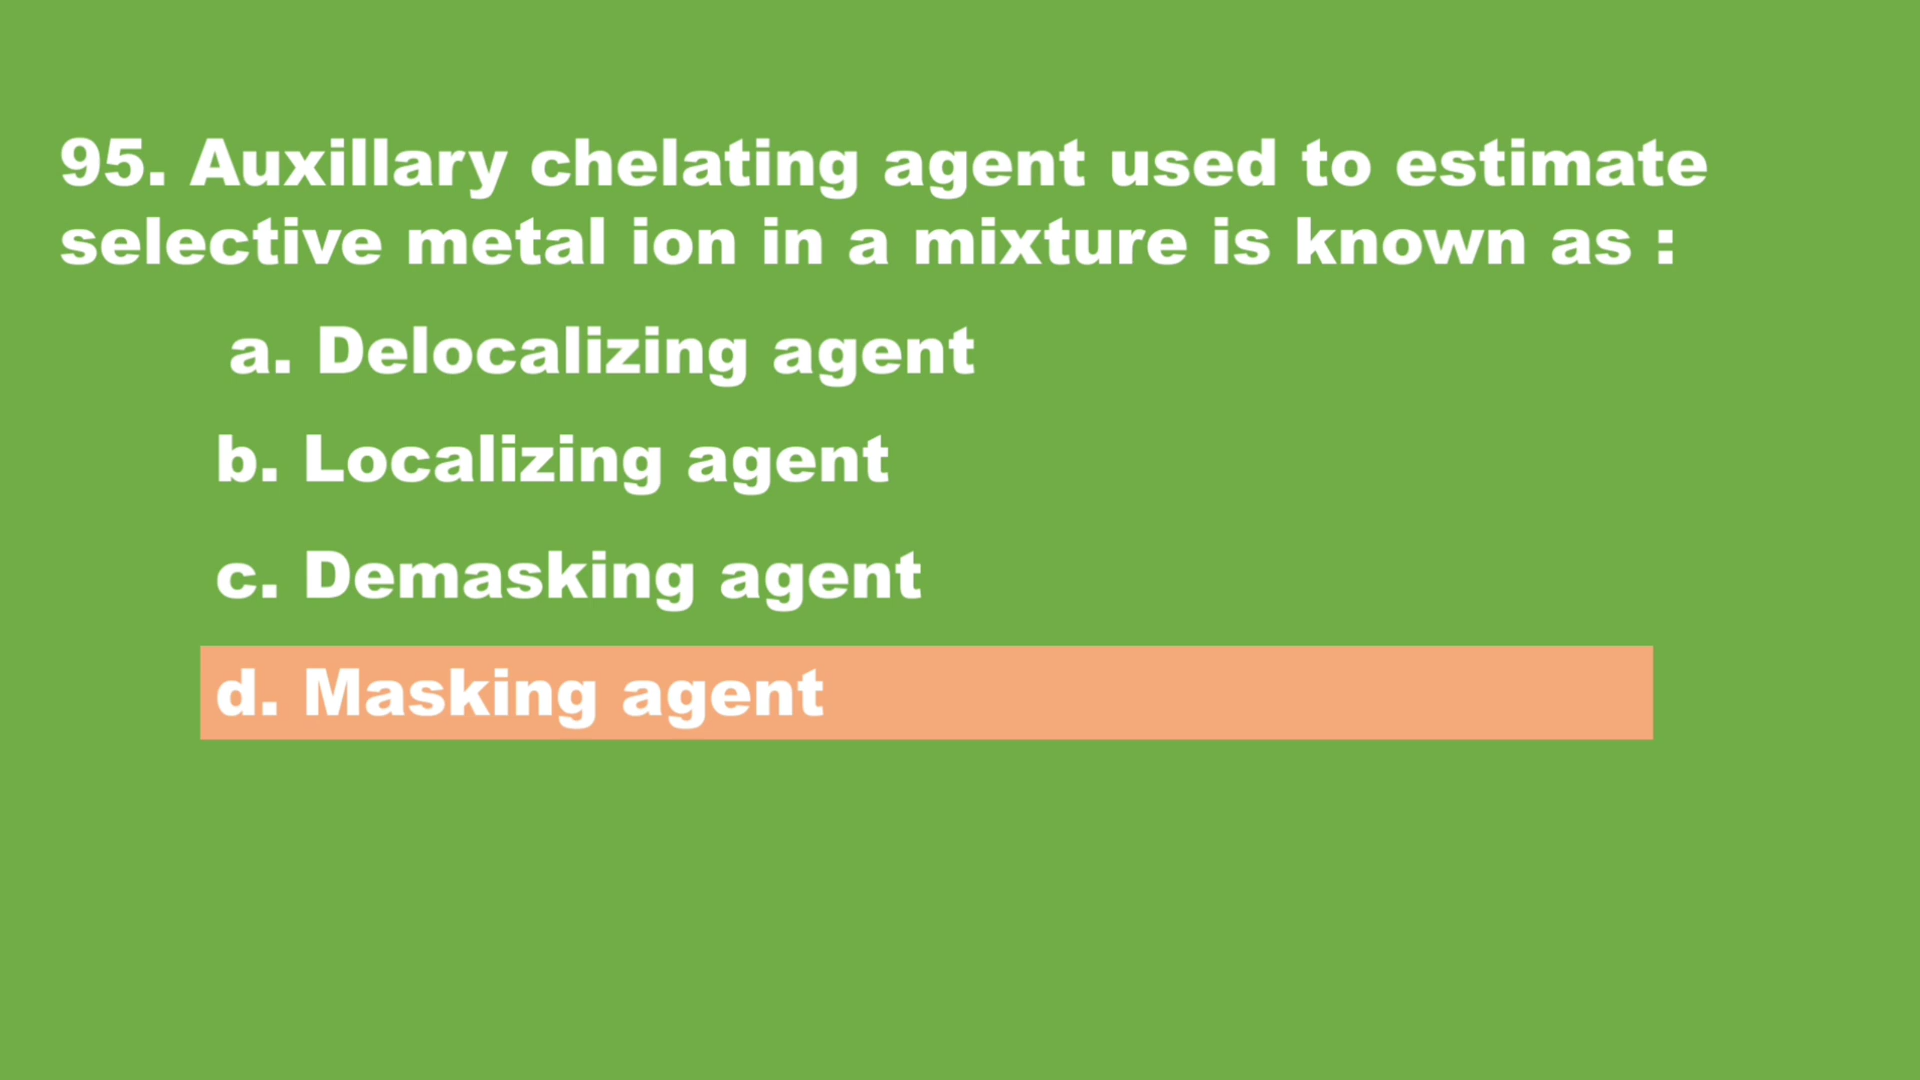 95. Auxillary chelating agent used to estimate
selective metal ion in a mixture is known as :
a. Delocalizing agent
b. Localizing agent
c. Demasking agent
d. Masking agent